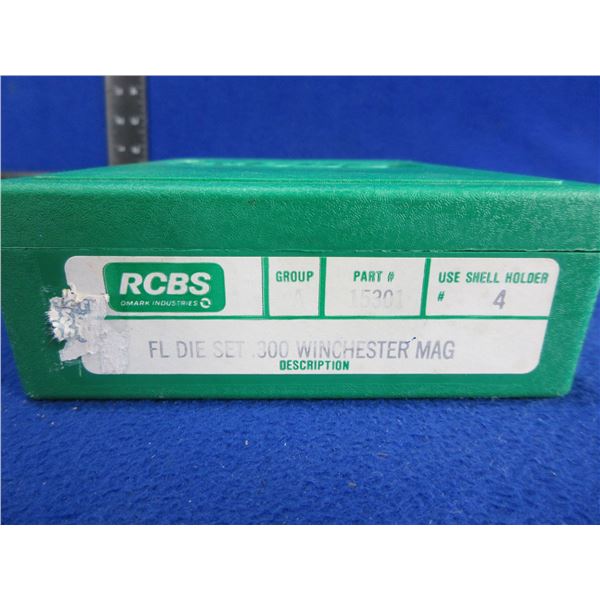 RCBS
OMARK INDUSTRIES
GROUP
A
PART #
15301
USE SHELL HOLDER
# 4
FL DIE SET .300 WINCHESTER MAG
DESCRIPTION